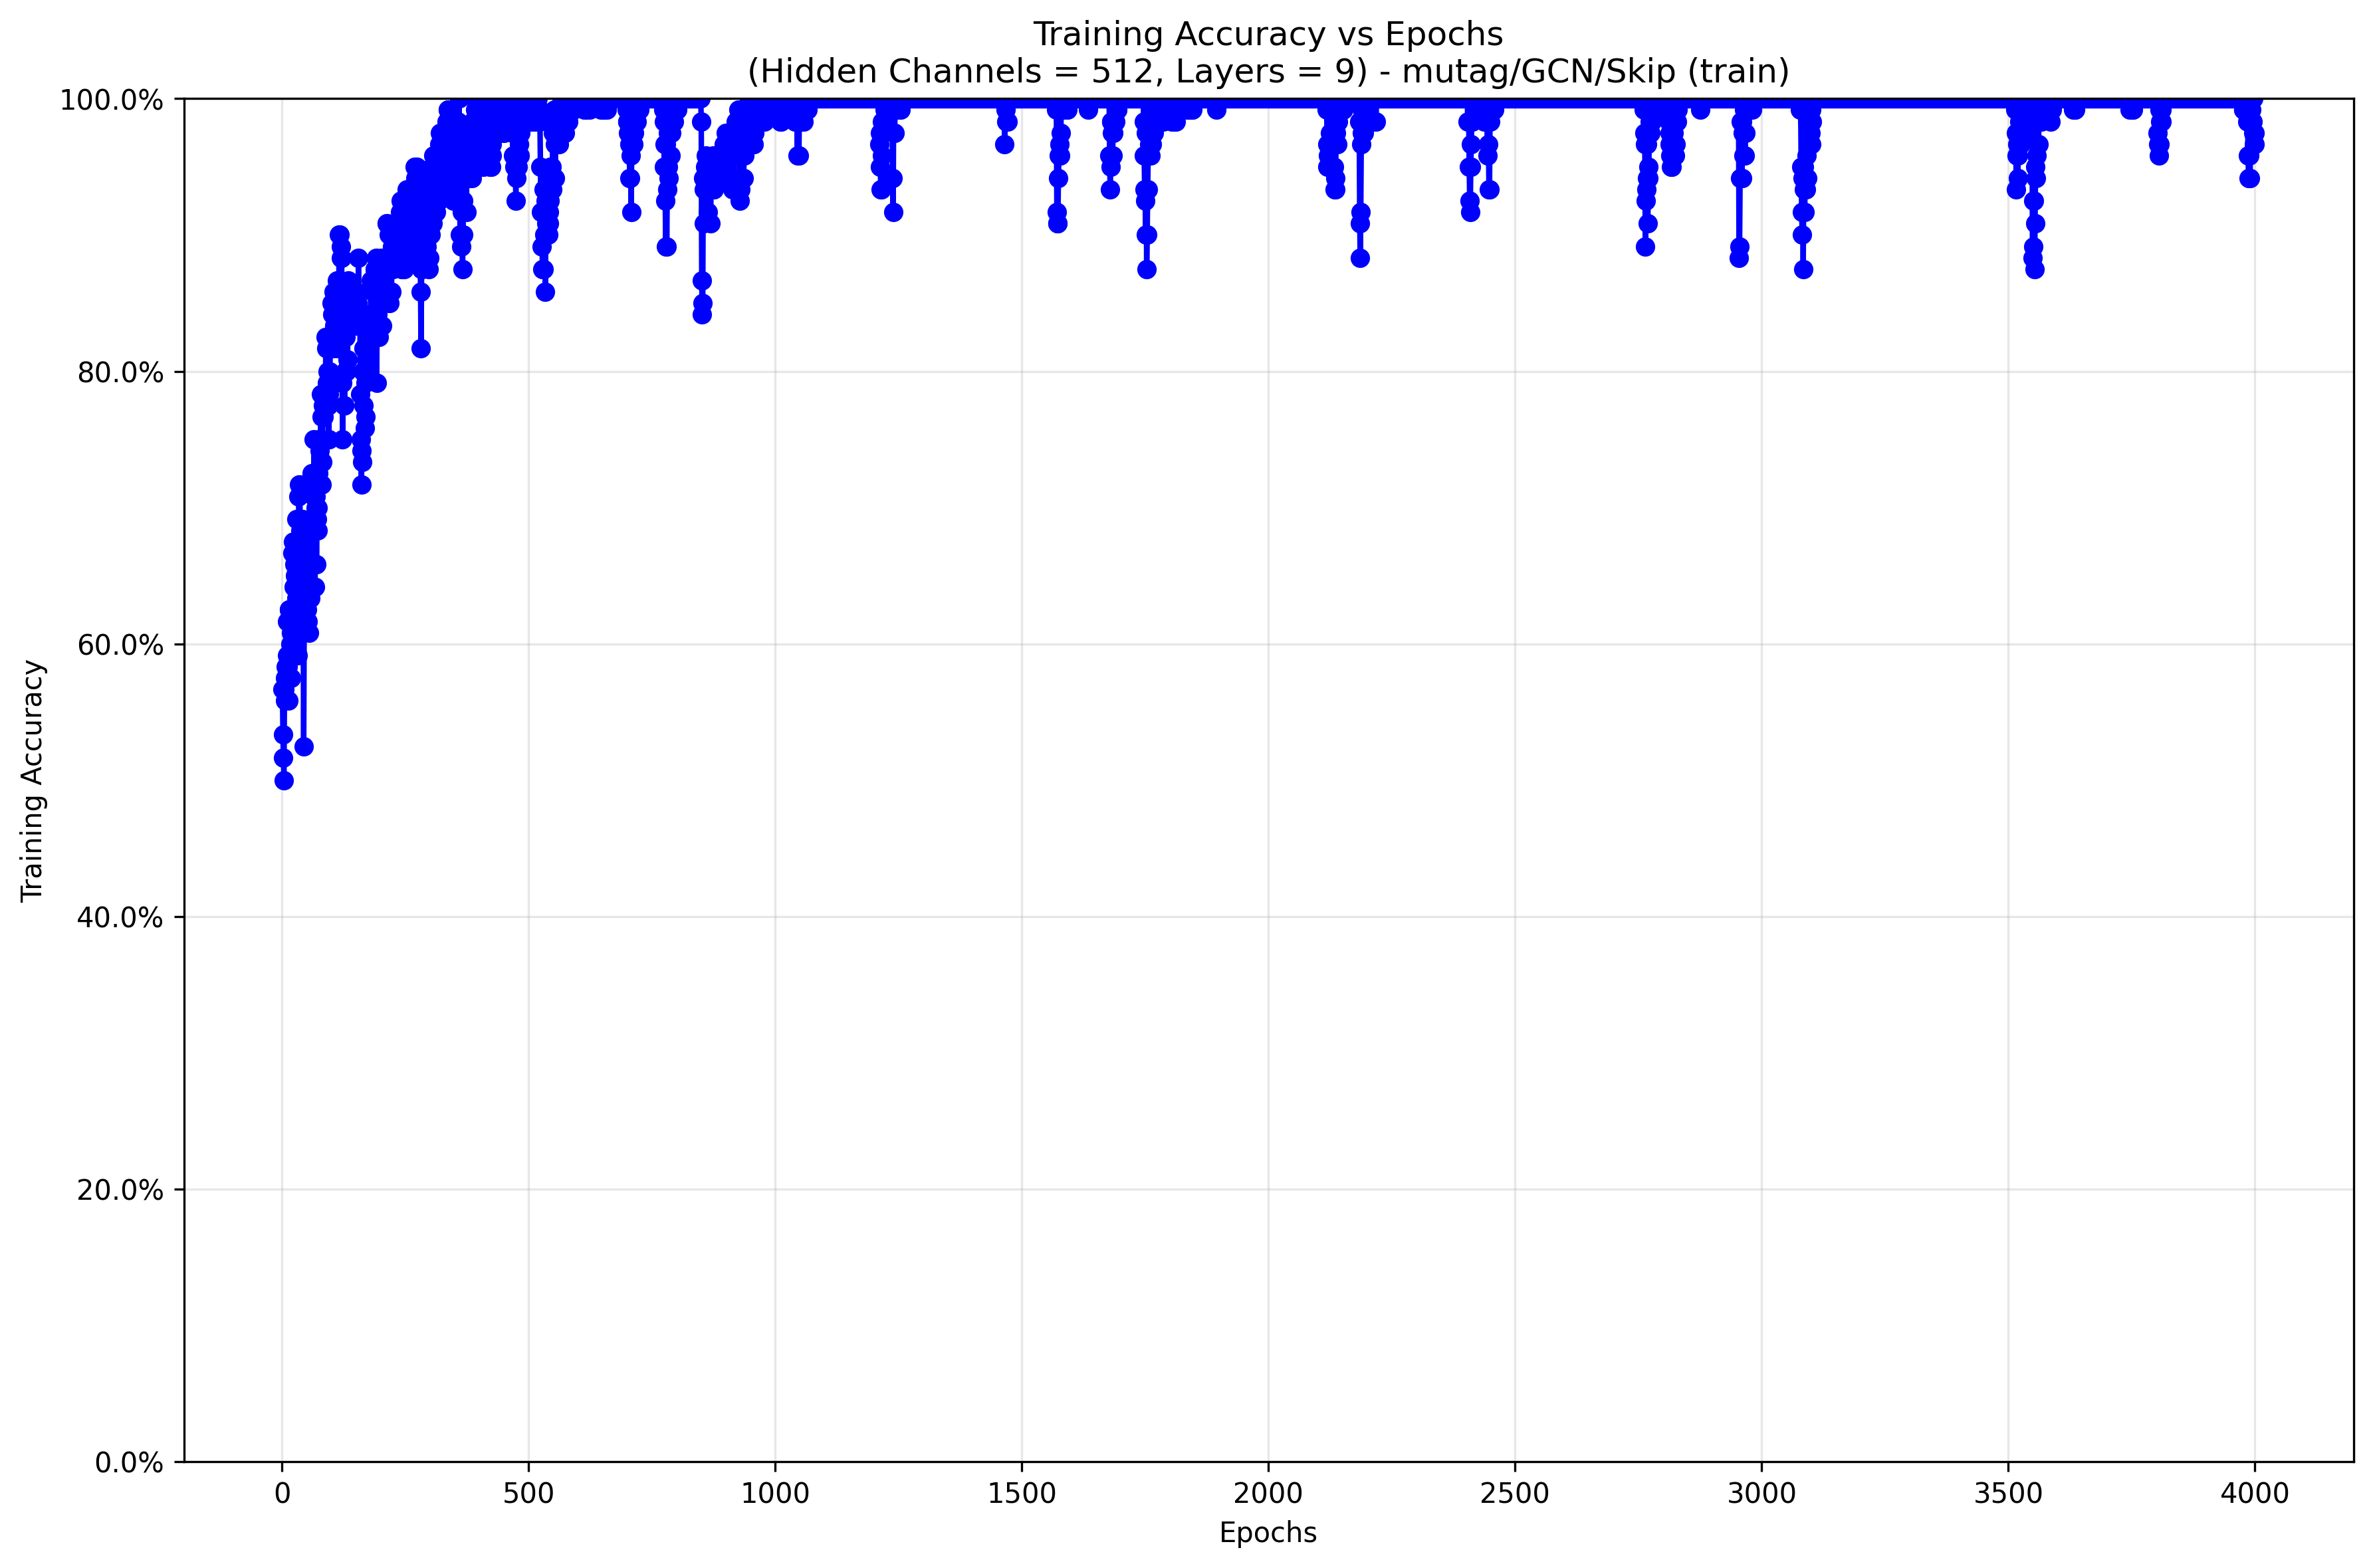 Training Accuracy vs Epochs
(Hidden Channels = 512, Layers = 9) - mutag/GCN/Skip (train)
100.0%
80.0%
60.0%
40.0%
20.0%
0.0%
Training Accuracy
0 500 1000 1500 2000 2500 3000 3500 4000
Epochs